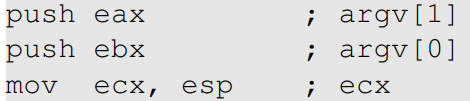 push eax ; argv[1]
push ebx ; argv[0]
mov ecx, esp ; ecx